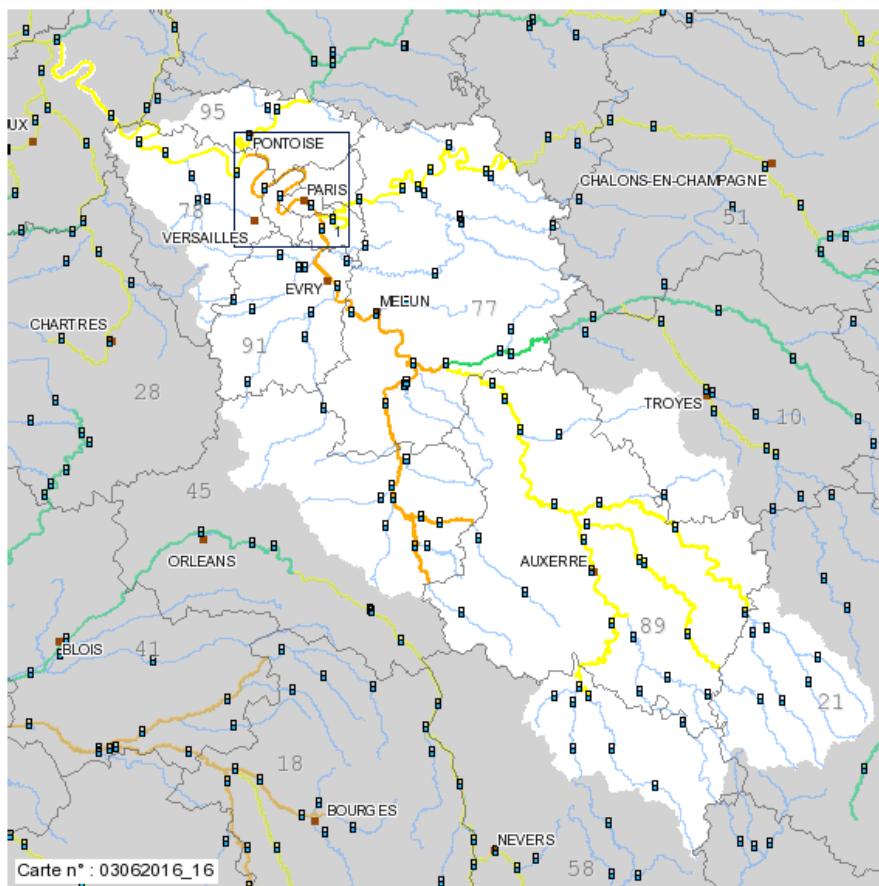 95
UX
PONTOISE
CHALONS-EN-CHAMPAGNE
PARIS
78
51
VERSAILLES
EVRY
MELUN
77
CHARTRES
91
28
TROYES
10
45
ORLEANS
AUXERRE
89
BLOIS
41
21
18
BOURGES
NEVERS
58
Carte n° : 03062016_16